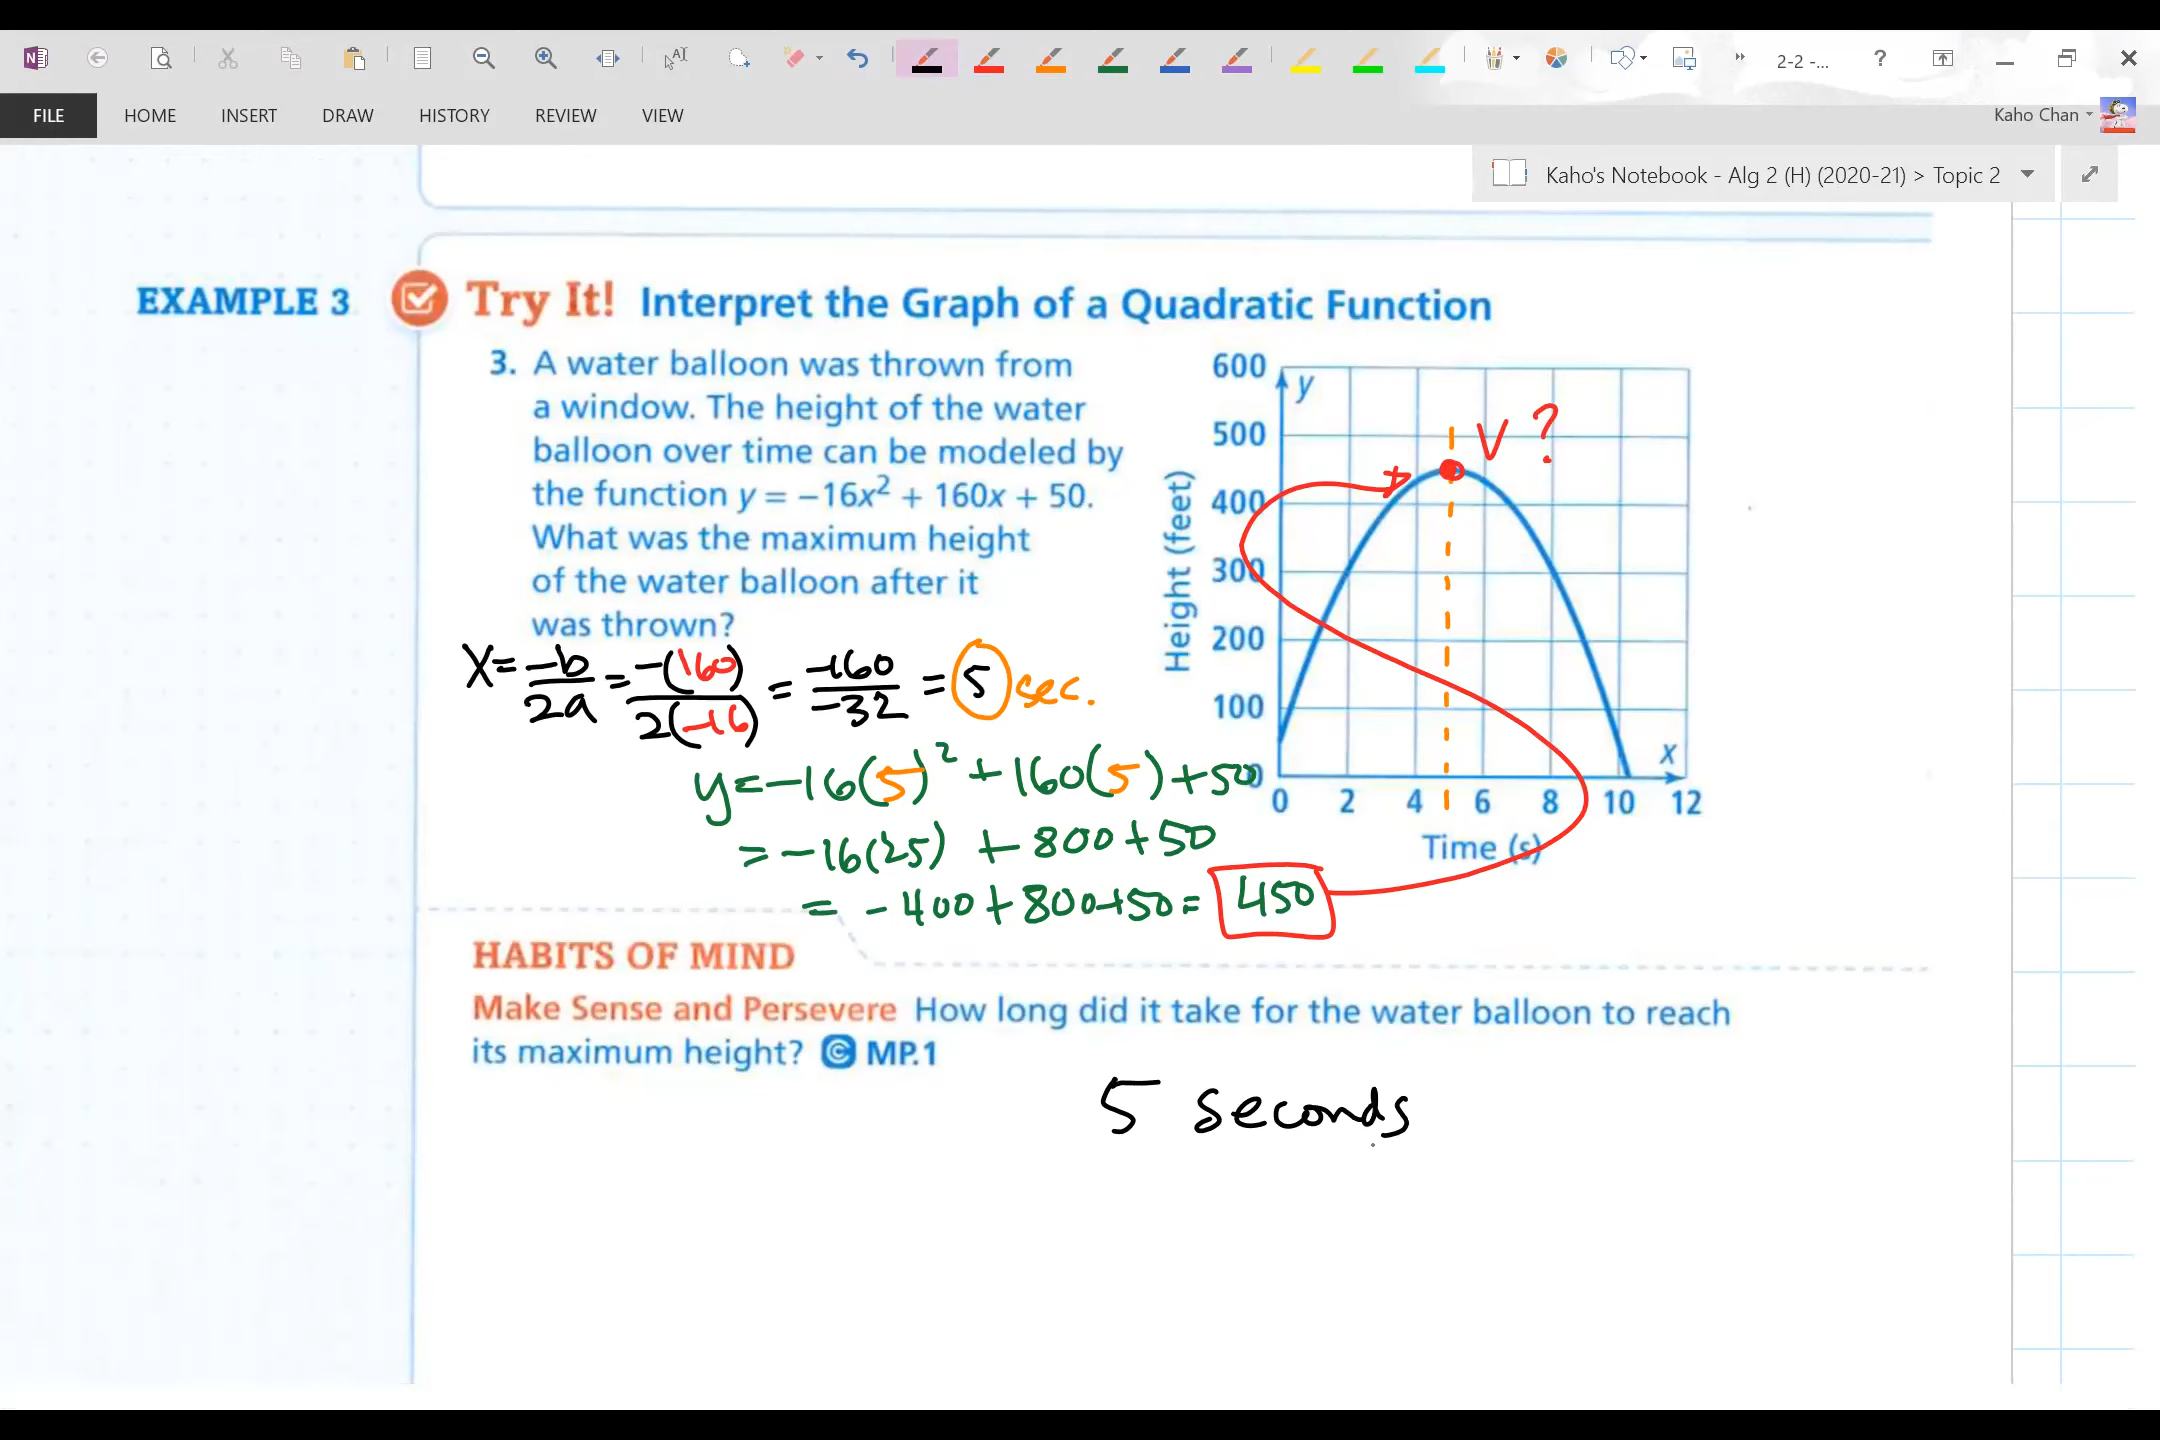 2-2 -...
?
FILE HOME INSERT DRAW HISTORY REVIEW VIEW
Kaho Chan
Kaho's Notebook - Alg 2 (H) (2020-21) > Topic 2
EXAMPLE 3
Try It! Interpret the Graph of a Quadratic Function
3. A water balloon was thrown from
a window. The height of the water
balloon over time can be modeled by
the function y = −16x² + 160x + 50.
What was the maximum height
of the water balloon after it
was thrown?
600
500
400
300
200
100
0
y
V ?
Height (feet)
x
0 2 4 6 8 10 12
Time (s)
X = -b/2a = -(160)/2(-16) = -160/-32 = 5 sec.
y = -16(5)² + 160(5) + 50
= -16(25) + 800 + 50
= -400 + 800 + 50 = 450
HABITS OF MIND
Make Sense and Persevere How long did it take for the water balloon to reach
its maximum height? © MP.1
5 seconds